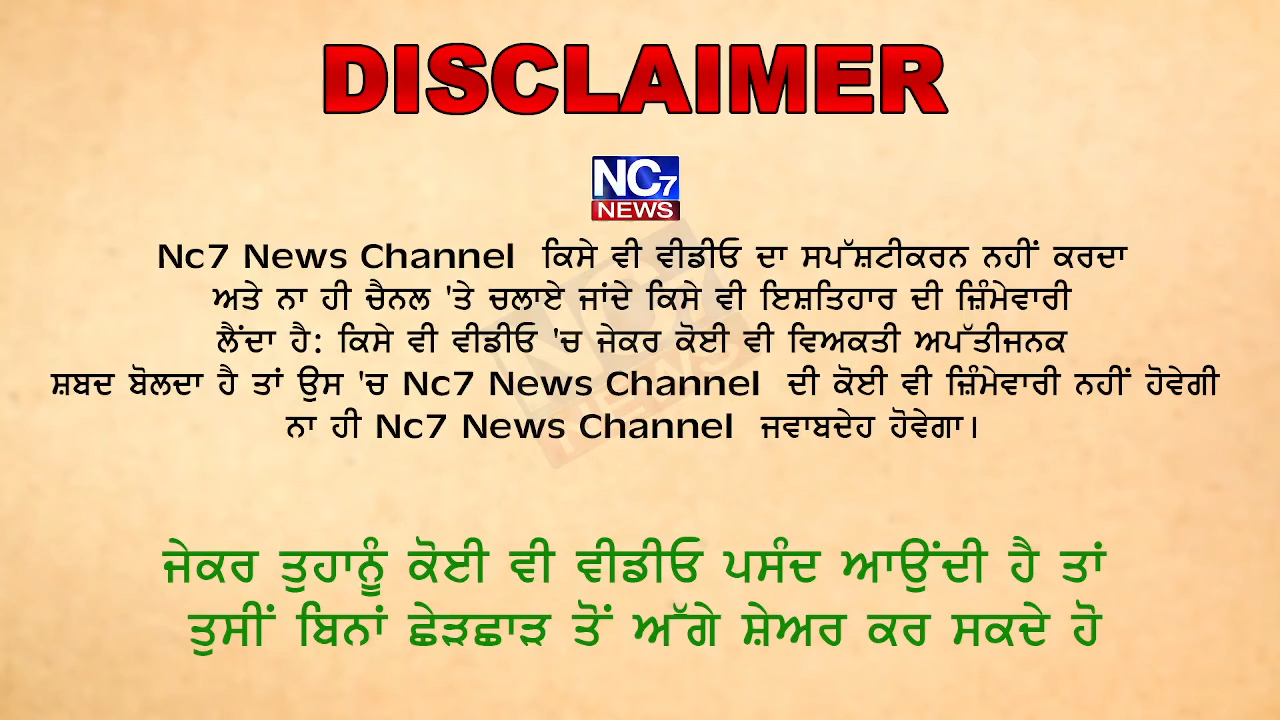 DISCLAIMER
NC7
NEWS
Nc7 News Channel ਕਿਸੇ ਵੀ ਵੀਡੀਓ ਦਾ ਸਪੱਸ਼ਟੀਕਰਨ ਨਹੀਂ ਕਰਦਾ
ਅਤੇ ਨਾ ਹੀ ਚੈਨਲ 'ਤੇ ਚਲਾਏ ਜਾਂਦੇ ਕਿਸੇ ਵੀ ਇਸ਼ਤਿਹਾਰ ਦੀ ਜ਼ਿੰਮੇਵਾਰੀ
ਲੈਂਦਾ ਹੈ: ਕਿਸੇ ਵੀ ਵੀਡੀਓ 'ਚ ਜੇਕਰ ਕੋਈ ਵੀ ਵਿਅਕਤੀ ਅਪੱਤੀਜਨਕ
ਸ਼ਬਦ ਬੋਲਦਾ ਹੈ ਤਾਂ ਉਸ 'ਚ Nc7 News Channel ਦੀ ਕੋਈ ਵੀ ਜ਼ਿੰਮੇਵਾਰੀ ਨਹੀਂ ਹੋਵੇਗੀ
ਨਾ ਹੀ Nc7 News Channel ਜਵਾਬਦੇਹ ਹੋਵੇਗਾ।
ਜੇਕਰ ਤੁਹਾਨੂੰ ਕੋਈ ਵੀ ਵੀਡੀਓ ਪਸੰਦ ਆਉਂਦੀ ਹੈ ਤਾਂ
ਤੁਸੀਂ ਬਿਨਾਂ ਛੇੜਛਾੜ ਤੋਂ ਅੱਗੇ ਸ਼ੇਅਰ ਕਰ ਸਕਦੇ ਹੋ